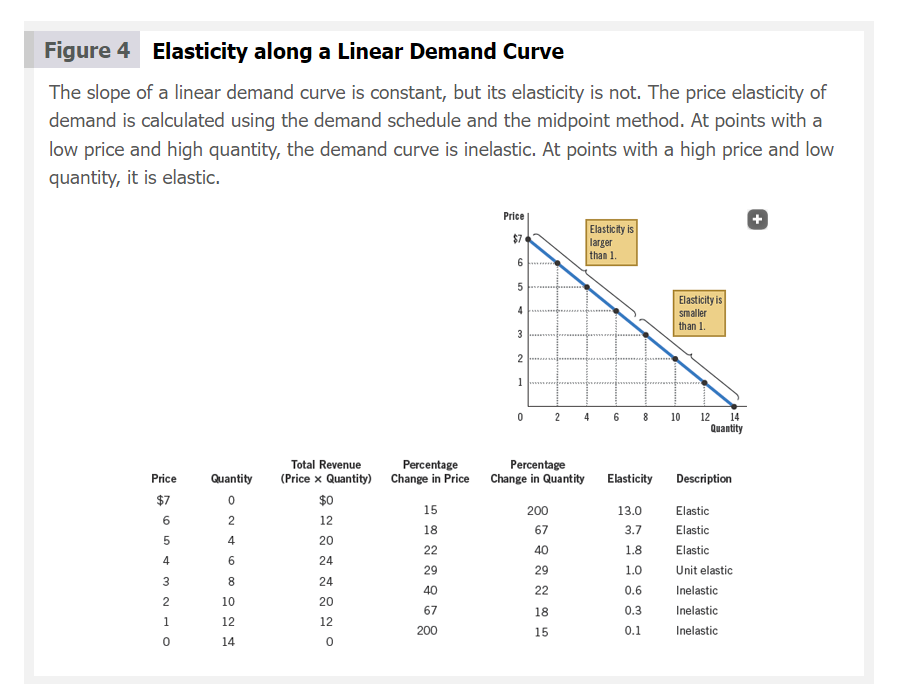 Figure 4 Elasticity along a Linear Demand Curve
The slope of a linear demand curve is constant, but its elasticity is not. The price elasticity of
demand is calculated using the demand schedule and the midpoint method. At points with a
low price and high quantity, the demand curve is inelastic. At points with a high price and low
quantity, it is elastic.
Price
$7
6
5
4
3
2
1
Elasticity is
larger
than 1.
Elasticity is
smaller
than 1.
+
0 2 4 6 8 10 12 14
Quantity
Total Revenue Percentage Percentage
Price Quantity (Price × Quantity) Change in Price Change in Quantity Elasticity Description
$7 0 $0
15 200 13.0 Elastic
6 2 12
18 67 3.7 Elastic
5 4 20
22 40 1.8 Elastic
4 6 24
29 29 1.0 Unit elastic
3 8 24
40 22 0.6 Inelastic
2 10 20
67 18 0.3 Inelastic
1 12 12
200 15 0.1 Inelastic
0 14 0